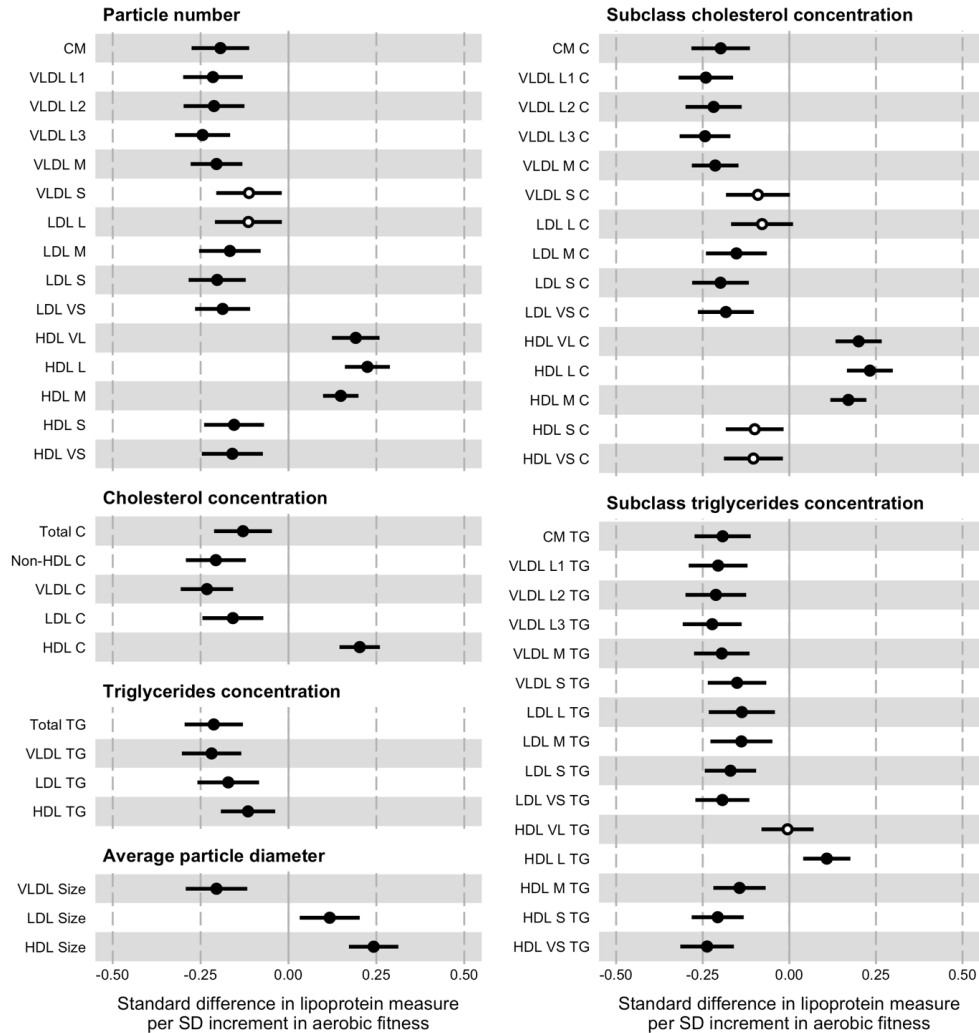 Particle number
CM
VLDL L1
VLDL L2
VLDL L3
VLDL M
VLDL S
LDL L
LDL M
LDL S
LDL VS
HDL VL
HDL L
HDL M
HDL S
HDL VS
Cholesterol concentration
Total C
Non-HDL C
VLDL C
LDL C
HDL C
Triglycerides concentration
Total TG
VLDL TG
LDL TG
HDL TG
Average particle diameter
VLDL Size
LDL Size
HDL Size
-0.50 -0.25 0.00 0.25 0.50
Standard difference in lipoprotein measure
per SD increment in aerobic fitness
Subclass cholesterol concentration
CM C
VLDL L1 C
VLDL L2 C
VLDL L3 C
VLDL M C
VLDL S C
LDL L C
LDL M C
LDL S C
LDL VS C
HDL VL C
HDL L C
HDL M C
HDL S C
HDL VS C
Subclass triglycerides concentration
CM TG
VLDL L1 TG
VLDL L2 TG
VLDL L3 TG
VLDL M TG
VLDL S TG
LDL L TG
LDL M TG
LDL S TG
LDL VS TG
HDL VL TG
HDL L TG
HDL M TG
HDL S TG
HDL VS TG
-0.50 -0.25 0.00 0.25 0.50
Standard difference in lipoprotein measure
per SD increment in aerobic fitness